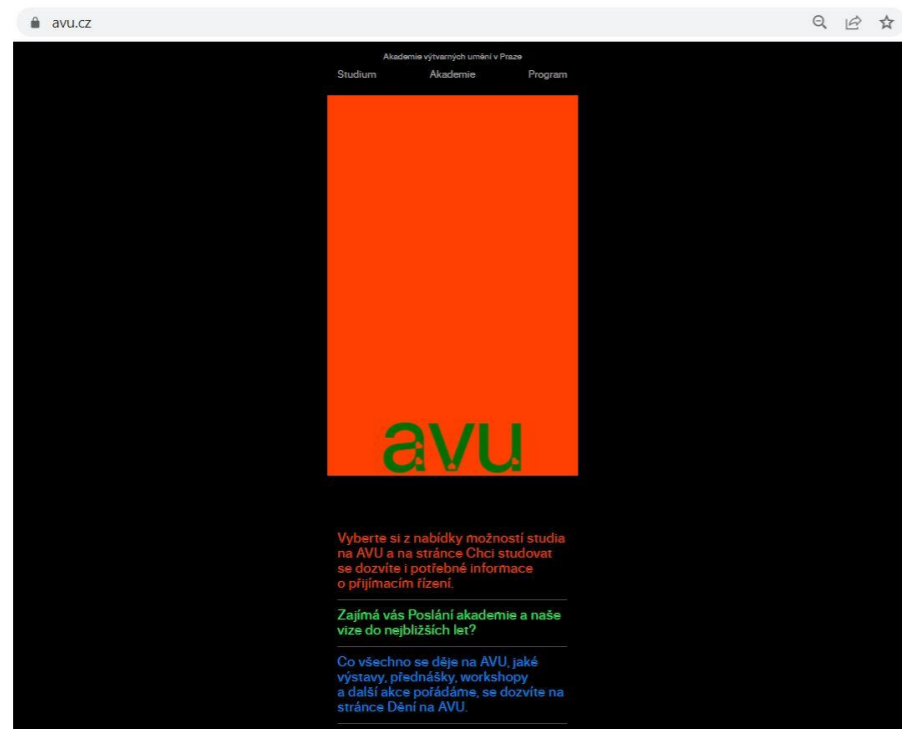 avu.cz
Akademie výtvarných umění v Praze
Studium Akademie Program
avu
Vyberte si z nabídky možností studia
na AVU a na stránce Chci studovat
se dozvíte i potřebné informace
o přijímacím řízení.
Zajímá vás Poslání akademie a naše
vize do nejbližších let?
Co všechno se děje na AVU, jaké
výstavy, přednášky, workshopy
a další akce pořádáme, se dozvíte na
stránce Dění na AVU.